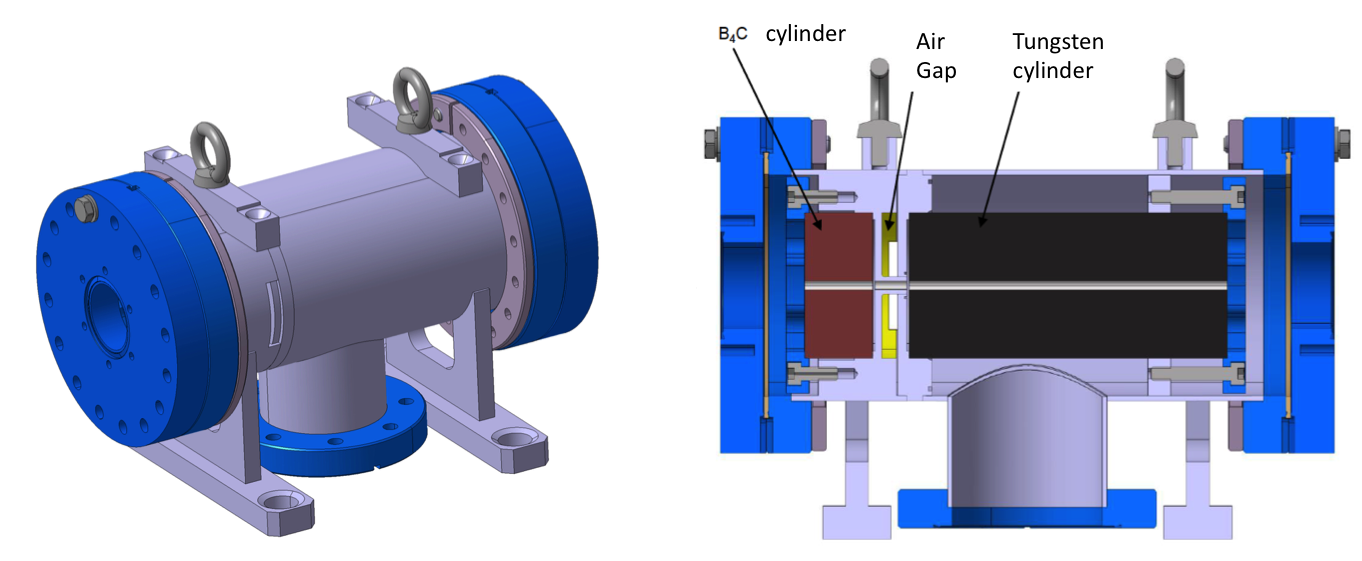 B₄C cylinder
Air
Gap
Tungsten
cylinder